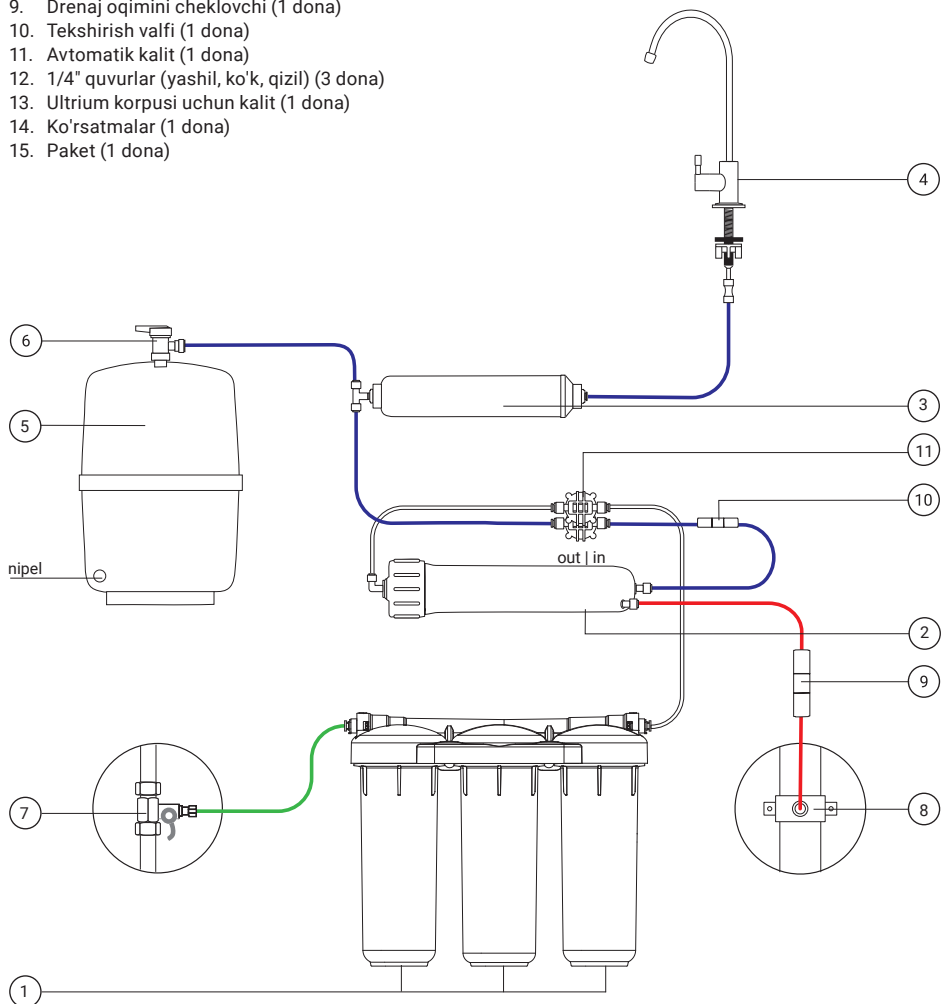 9. Drenaj oqimini cheklovchi (1 dona)
10. Tekshirish valfi (1 dona)
11. Avtomatik kalit (1 dona)
12. 1/4" quvurlar (yashil, ko'k, qizil) (3 dona)
13. Ultrium korpusi uchun kalit (1 dona)
14. Ko'rsatmalar (1 dona)
15. Paket (1 dona)
4
6
3
5
11
10
out | in
nipel
2
9
7
8
1